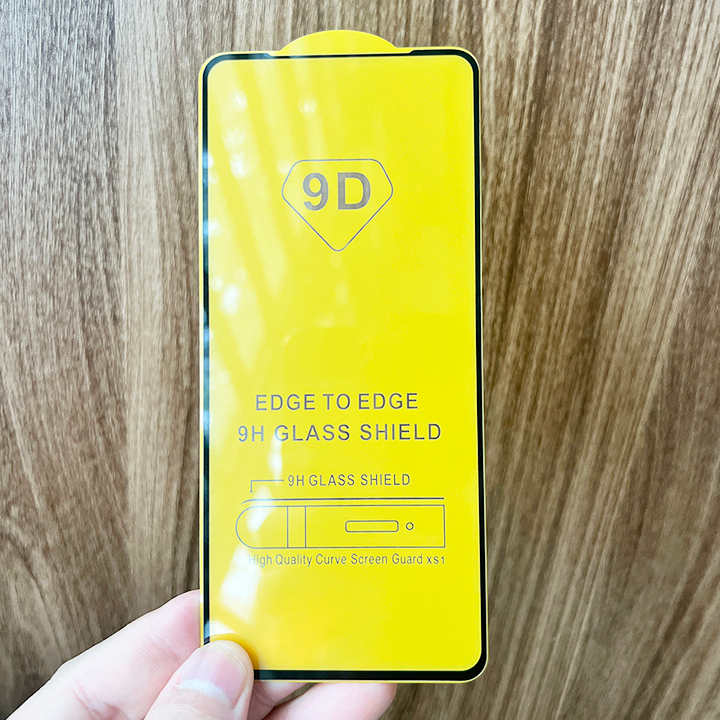 9D
EDGE TO EDGE
9H GLASS SHIELD
9H GLASS SHIELD
High Quality Curve Screen Guard XS1